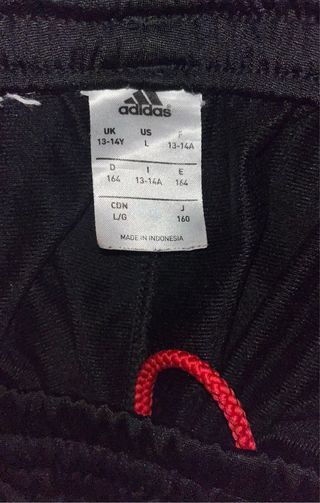 adidas
UK US F
13-14Y L 13-14A
D I E
164 13-14A 164
CDN J
L/G 160
MADE IN INDONESIA